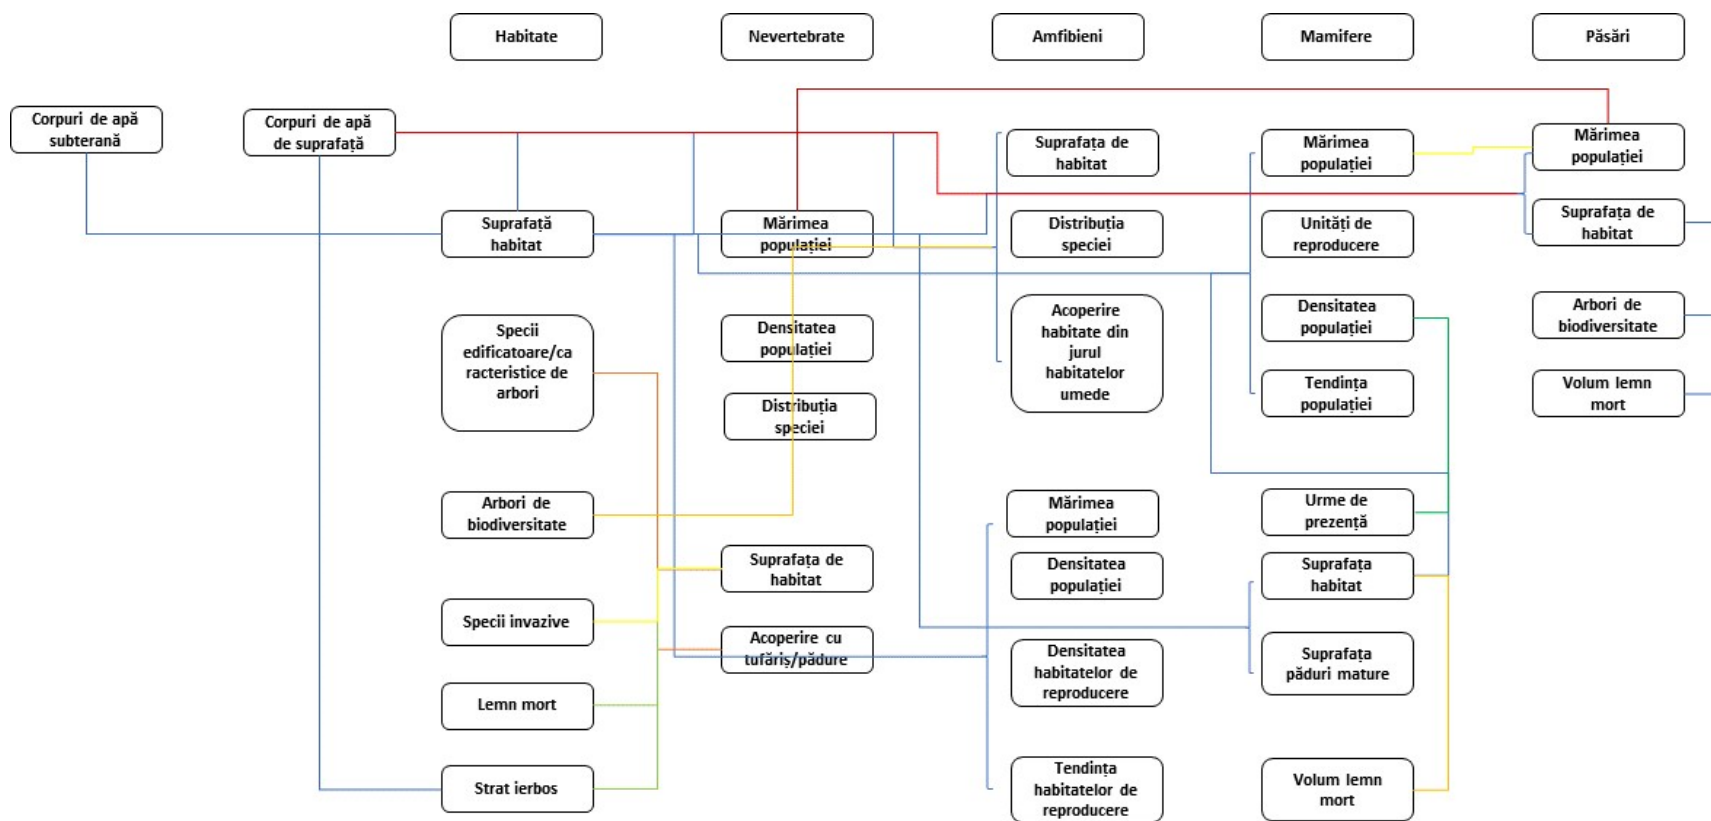 Habitate
Nevertebrate
Amfibieni
Mamifere
Păsări
Corpuri de apă
subterană
Corpuri de apă
de suprafață
Suprafață
habitat
Specii
edificatoare/ca
racteristice de
arbori
Arbori de
biodiversitate
Specii invazive
Lemn mort
Strat ierbos
Mărimea
populației
Densitatea
populației
Distribuția
speciei
Suprafața de
habitat
Acoperire cu
tufăriș/pădure
Suprafața de
habitat
Distribuția
speciei
Acoperire
habitate din
jurul
habitatelor
umede
Mărimea
populației
Densitatea
populației
Densitatea
habitatelor de
reproducere
Tendința
habitatelor de
reproducere
Mărimea
populației
Unități de
reproducere
Densitatea
populației
Tendința
populației
Urme de
prezență
Suprafața
habitat
Suprafața
păduri mature
Volum lemn
mort
Mărimea
populației
Suprafața de
habitat
Arbori de
biodiversitate
Volum lemn
mort